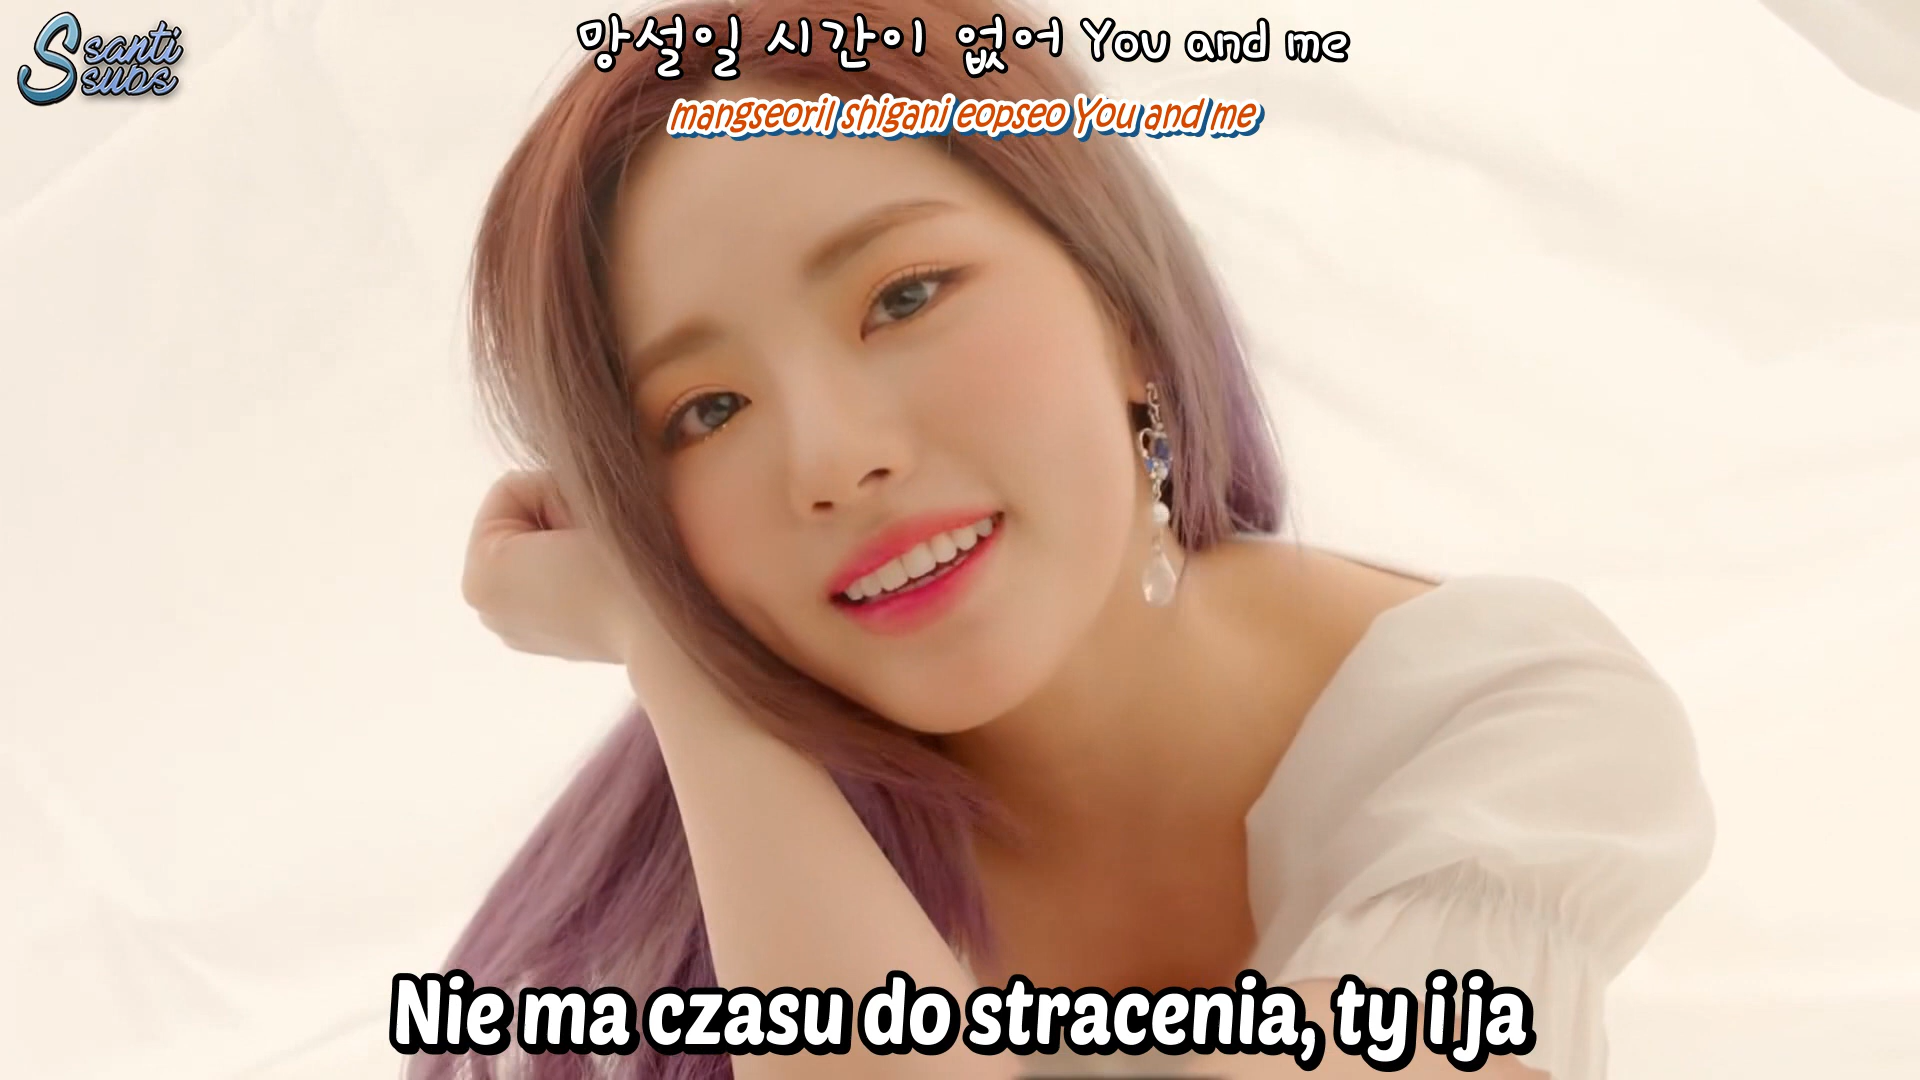 Ssanti
subs
망설일 시간이 없어 You and me
mangseoril shigani eopseo You and me
Nie ma czasu do stracenia, ty i ja